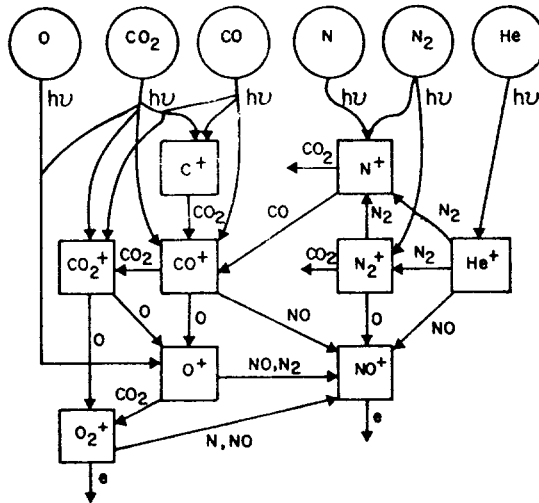 O CO₂ CO N N₂ He
hυ hυ hυ hυ hυ hυ
C⁺ CO₂ N⁺
CO₂ CO N₂ N₂
CO₂⁺ CO₂ CO⁺ CO₂ N₂⁺ N₂ He⁺
O O O NO O NO
O⁺ NO,N₂ NO⁺
CO₂
O₂⁺ N,NO e
e